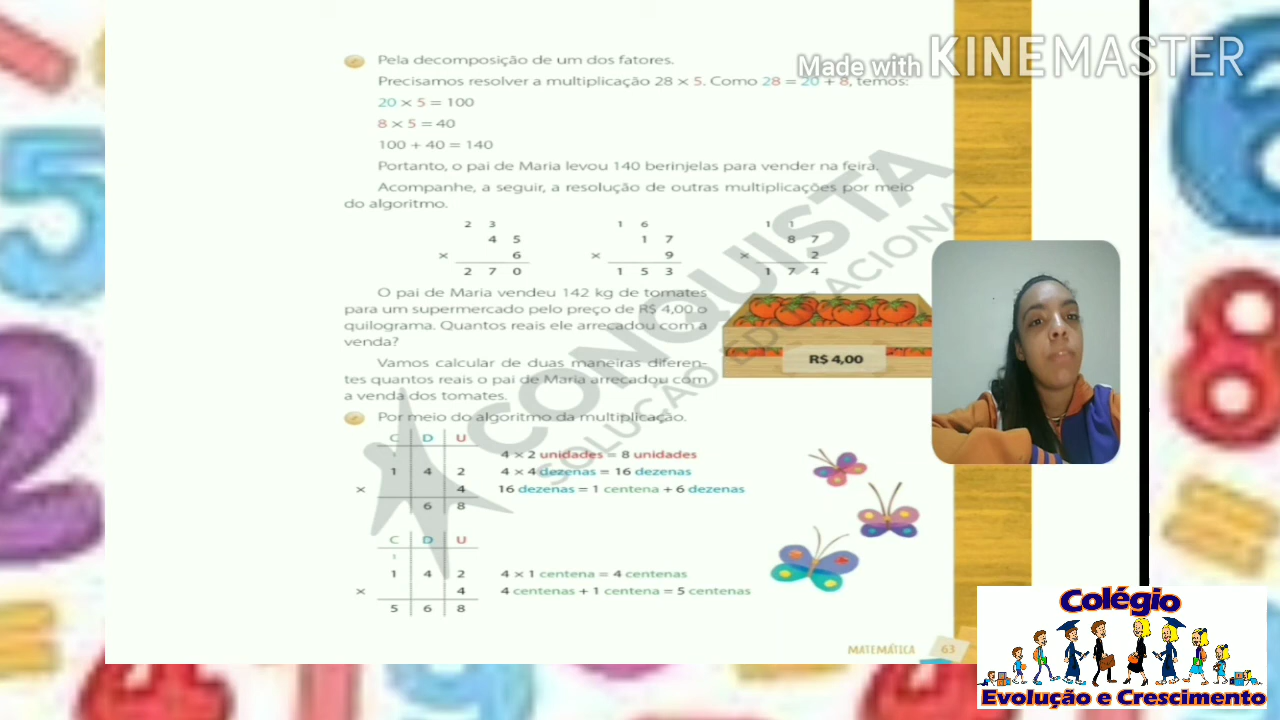 Made with KINEMASTER
Pela decomposição de um dos fatores.
Precisamos resolver a multiplicação 28 × 5. Como 28 = 20 + 8, temos:
20 × 5 = 100
8 × 5 = 40
100 + 40 = 140
Portanto, o pai de Maria levou 140 berinjelas para vender na feira.
Acompanhe, a seguir, a resolução de outras multiplicações por meio
do algoritmo.
2 3
4 5
× 6
2 7 0
1 6
1 7
× 9
1 5 3
1 1
8 7
× 2
1 7 4
O pai de Maria vendeu 142 kg de tomates
para um supermercado pelo preço de R$ 4,00 o
quilograma. Quantos reais ele arrecadou com a
venda?
R$ 4,00
Vamos calcular de duas maneiras diferen-
tes quantos reais o pai de Maria arrecadou com
a venda dos tomates.
Por meio do algoritmo da multiplicação.
C D U
1
1 4 2
× 4
6 8
4 × 2 unidades = 8 unidades
4 × 4 dezenas = 16 dezenas
16 dezenas = 1 centena + 6 dezenas
C D U
1
1 4 2
× 4
5 6 8
4 × 1 centena = 4 centenas
4 centenas + 1 centena = 5 centenas
CONQUISTA
SOLUÇÃO EDUCACIONAL
MATEMÁTICA 63
Colégio
Evolução e Crescimento